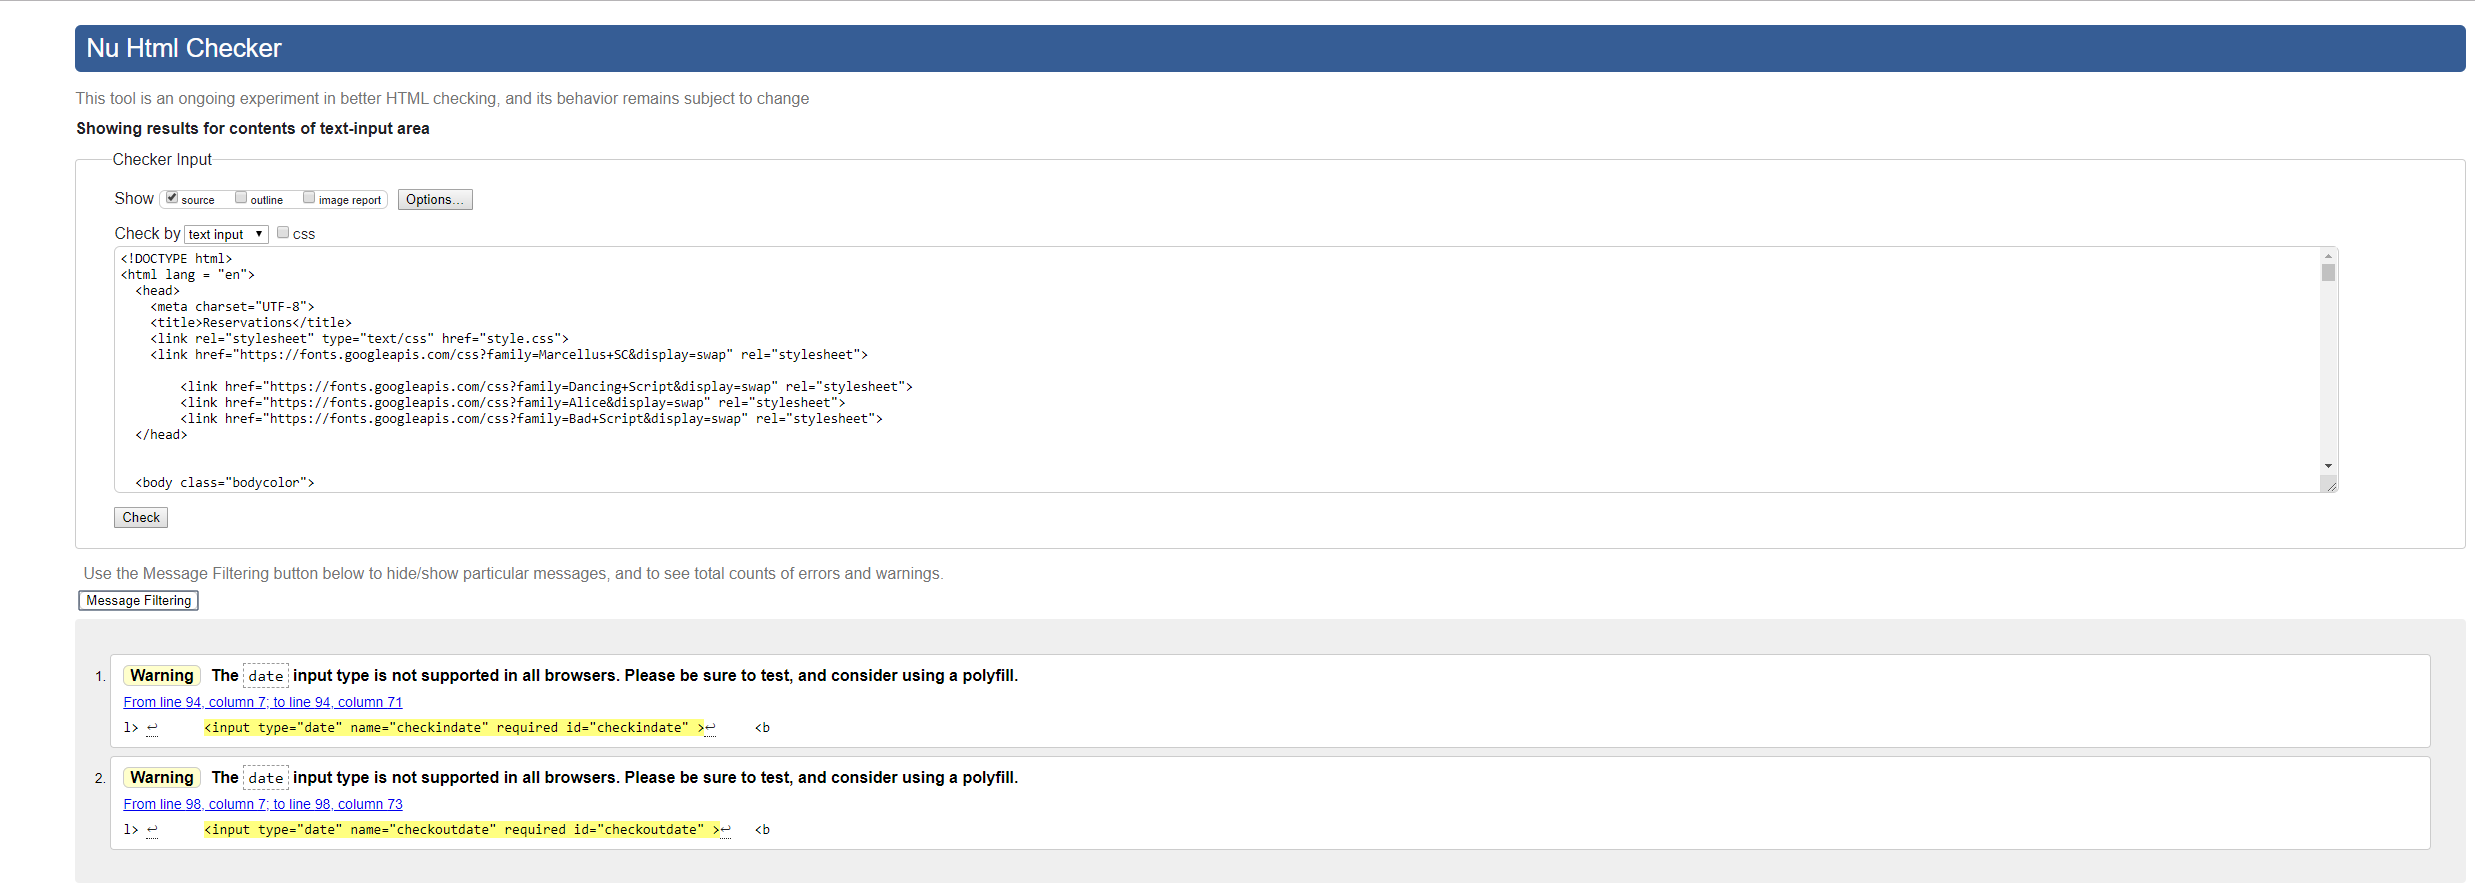 Nu Html Checker
This tool is an ongoing experiment in better HTML checking, and its behavior remains subject to change
Showing results for contents of text-input area
Checker Input
Show source outline image report Options...
Check by text input css
<!DOCTYPE html>
<html lang = "en">
<head>
<meta charset="UTF-8">
<title>Reservations</title>
<link rel="stylesheet" type="text/css" href="style.css">
<link href="https://fonts.googleapis.com/css?family=Marcellus+SC&display=swap" rel="stylesheet">
<link href="https://fonts.googleapis.com/css?family=Dancing+Script&display=swap" rel="stylesheet">
<link href="https://fonts.googleapis.com/css?family=Alice&display=swap" rel="stylesheet">
<link href="https://fonts.googleapis.com/css?family=Bad+Script&display=swap" rel="stylesheet">
</head>
<body class="bodycolor">
Check
Use the Message Filtering button below to hide/show particular messages, and to see total counts of errors and warnings.
Message Filtering
1. Warning The date input type is not supported in all browsers. Please be sure to test, and consider using a polyfill.
From line 94, column 7; to line 94, column 71
l> ↩ <input type="date" name="checkindate" required id="checkindate" >↩ <b
2. Warning The date input type is not supported in all browsers. Please be sure to test, and consider using a polyfill.
From line 98, column 7; to line 98, column 73
l> ↩ <input type="date" name="checkoutdate" required id="checkoutdate" >↩ <b